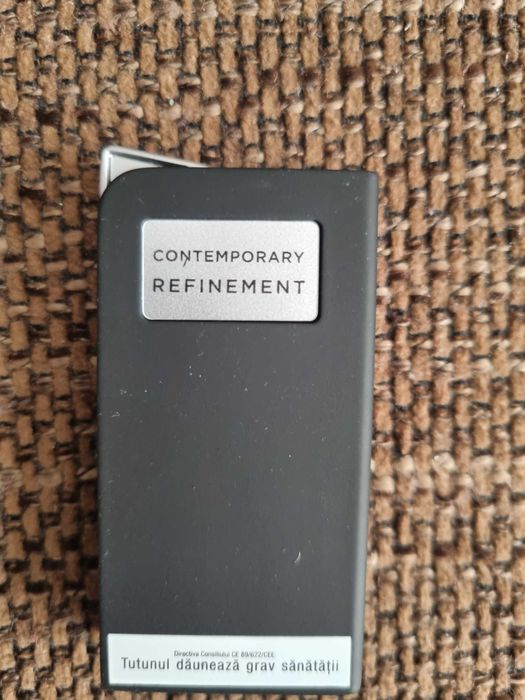 CONTEMPORARY
REFINEMENT
Directiva Consiliului CE 89/622/CEE:
Tutunul dăunează grav sănătății